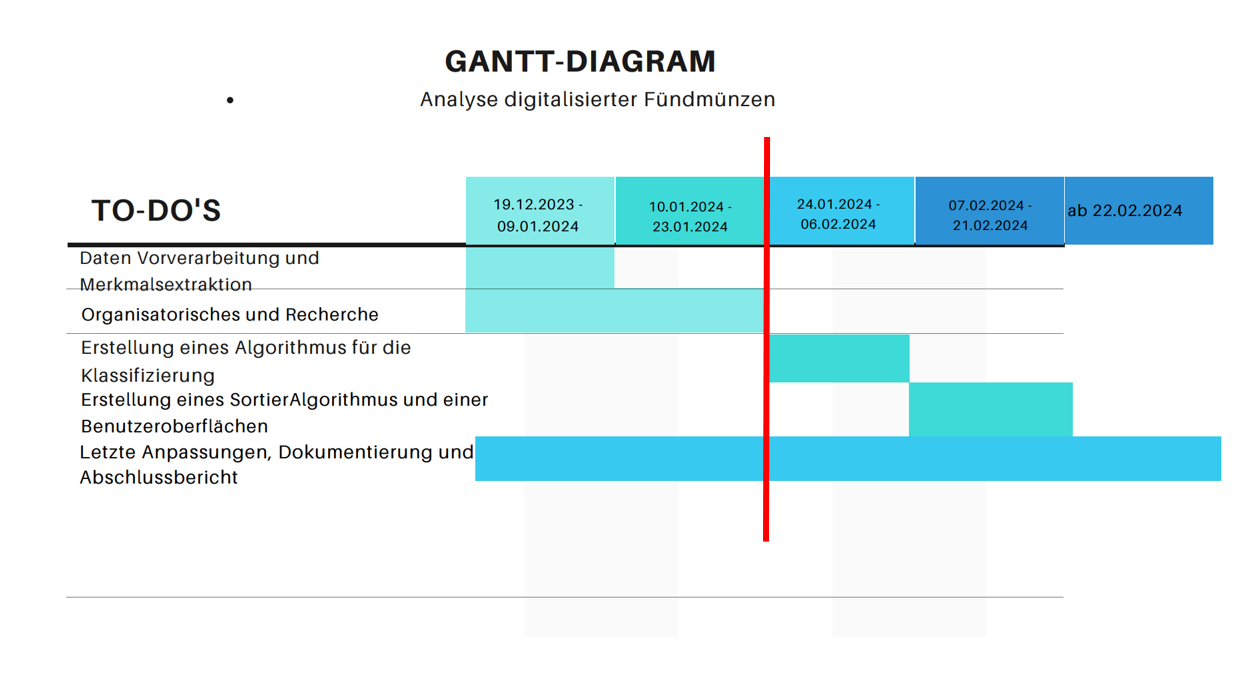 GANTT-DIAGRAM
• Analyse digitalisierter Fündmünzen
TO-DO'S
19.12.2023 -
09.01.2024
10.01.2024 -
23.01.2024
24.01.2024 -
06.02.2024
07.02.2024 -
21.02.2024
ab 22.02.2024
Daten Vorverarbeitung und
Merkmalsextraktion
Organisatorisches und Recherche
Erstellung eines Algorithmus für die
Klassifizierung
Erstellung eines SortierAlgorithmus und einer
Benutzeroberflächen
Letzte Anpassungen, Dokumentierung und
Abschlussbericht